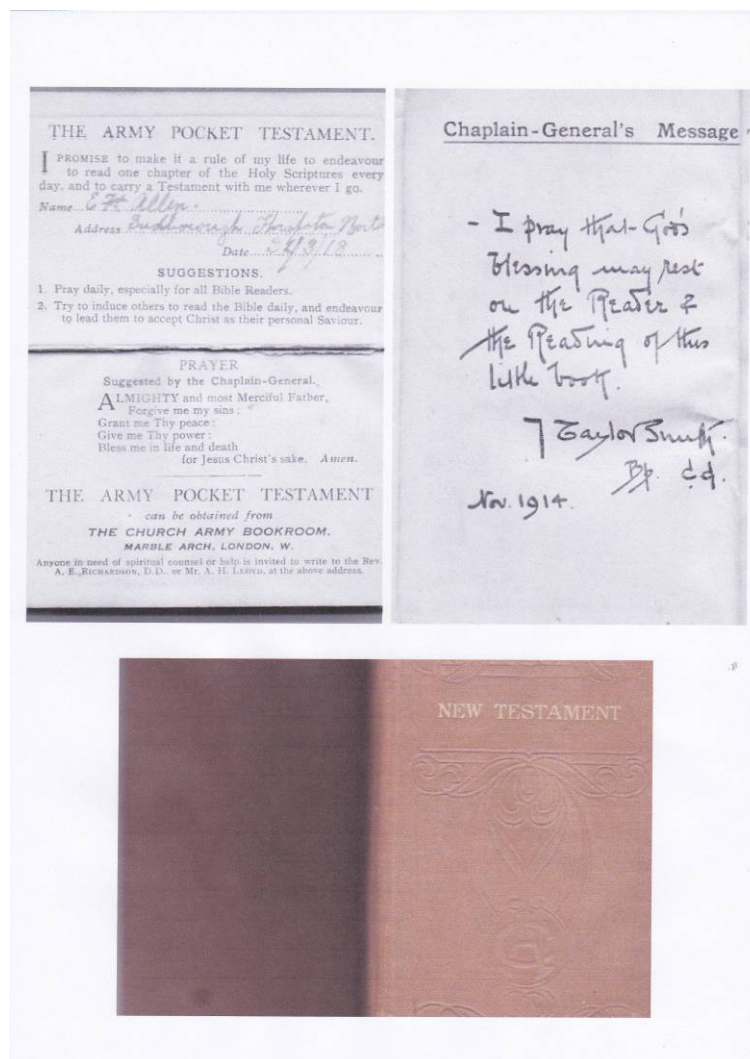 THE ARMY POCKET TESTAMENT.
I PROMISE to make it a rule of my life to endeavour
to read one chapter of the Holy Scriptures every
day, and to carry a Testament with me wherever I go.
Name E H Allen.
Address Sudborough Thrapston
Date 24/3/18
SUGGESTIONS.
1. Pray daily, especially for all Bible Readers.
2. Try to induce others to read the Bible daily, and endeavour
to lead them to accept Christ as their personal Saviour.
PRAYER
Suggested by the Chaplain-General.
ALMIGHTY and most Merciful Father,
Forgive me my sins:
Grant me Thy peace:
Give me Thy power:
Bless me in life and death
for Jesus Christ's sake. Amen.
THE ARMY POCKET TESTAMENT
can be obtained from
THE CHURCH ARMY BOOKROOM,
MARBLE ARCH, LONDON, W.
Anyone in need of spiritual counsel or help is invited to write to the Rev.
A. E. RICHARDSON, D.D., or Mr. A. H. LLOYD, at the above address.
Chaplain-General's Message
- I pray that God's
blessing may rest
on the Reader &
the Reading of this
little book.
J Taylor Smith.
Bp. C.G.
Nov. 1914.
NEW TESTAMENT